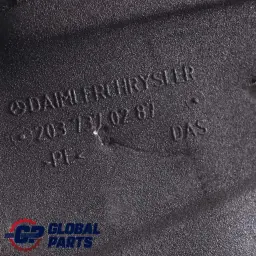 DAIMLERCHRYSLER
203 737 02 87 DAS
>PE<
GLOBAL
PARTS